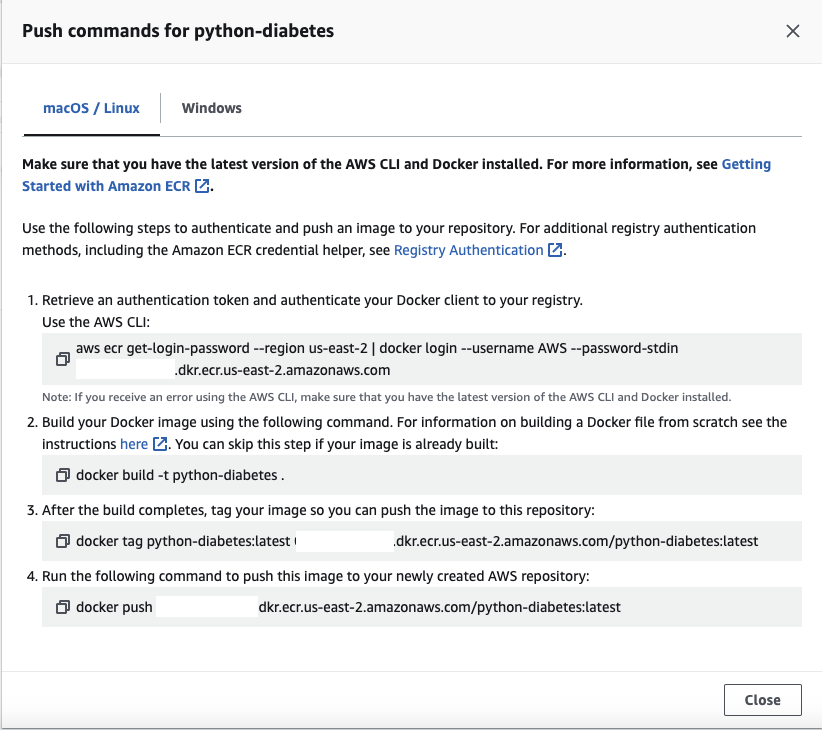 Push commands for python-diabetes
macOS / Linux
Windows
Make sure that you have the latest version of the AWS CLI and Docker installed. For more information, see Getting
Started with Amazon ECR.
Use the following steps to authenticate and push an image to your repository. For additional registry authentication
methods, including the Amazon ECR credential helper, see Registry Authentication.
1. Retrieve an authentication token and authenticate your Docker client to your registry.
Use the AWS CLI:
aws ecr get-login-password --region us-east-2 | docker login --username AWS --password-stdin
.dkr.ecr.us-east-2.amazonaws.com
Note: If you receive an error using the AWS CLI, make sure that you have the latest version of the AWS CLI and Docker installed.
2. Build your Docker image using the following command. For information on building a Docker file from scratch see the
instructions here. You can skip this step if your image is already built:
docker build -t python-diabetes .
3. After the build completes, tag your image so you can push the image to this repository:
docker tag python-diabetes:latest .dkr.ecr.us-east-2.amazonaws.com/python-diabetes:latest
4. Run the following command to push this image to your newly created AWS repository:
docker push dkr.ecr.us-east-2.amazonaws.com/python-diabetes:latest
Close